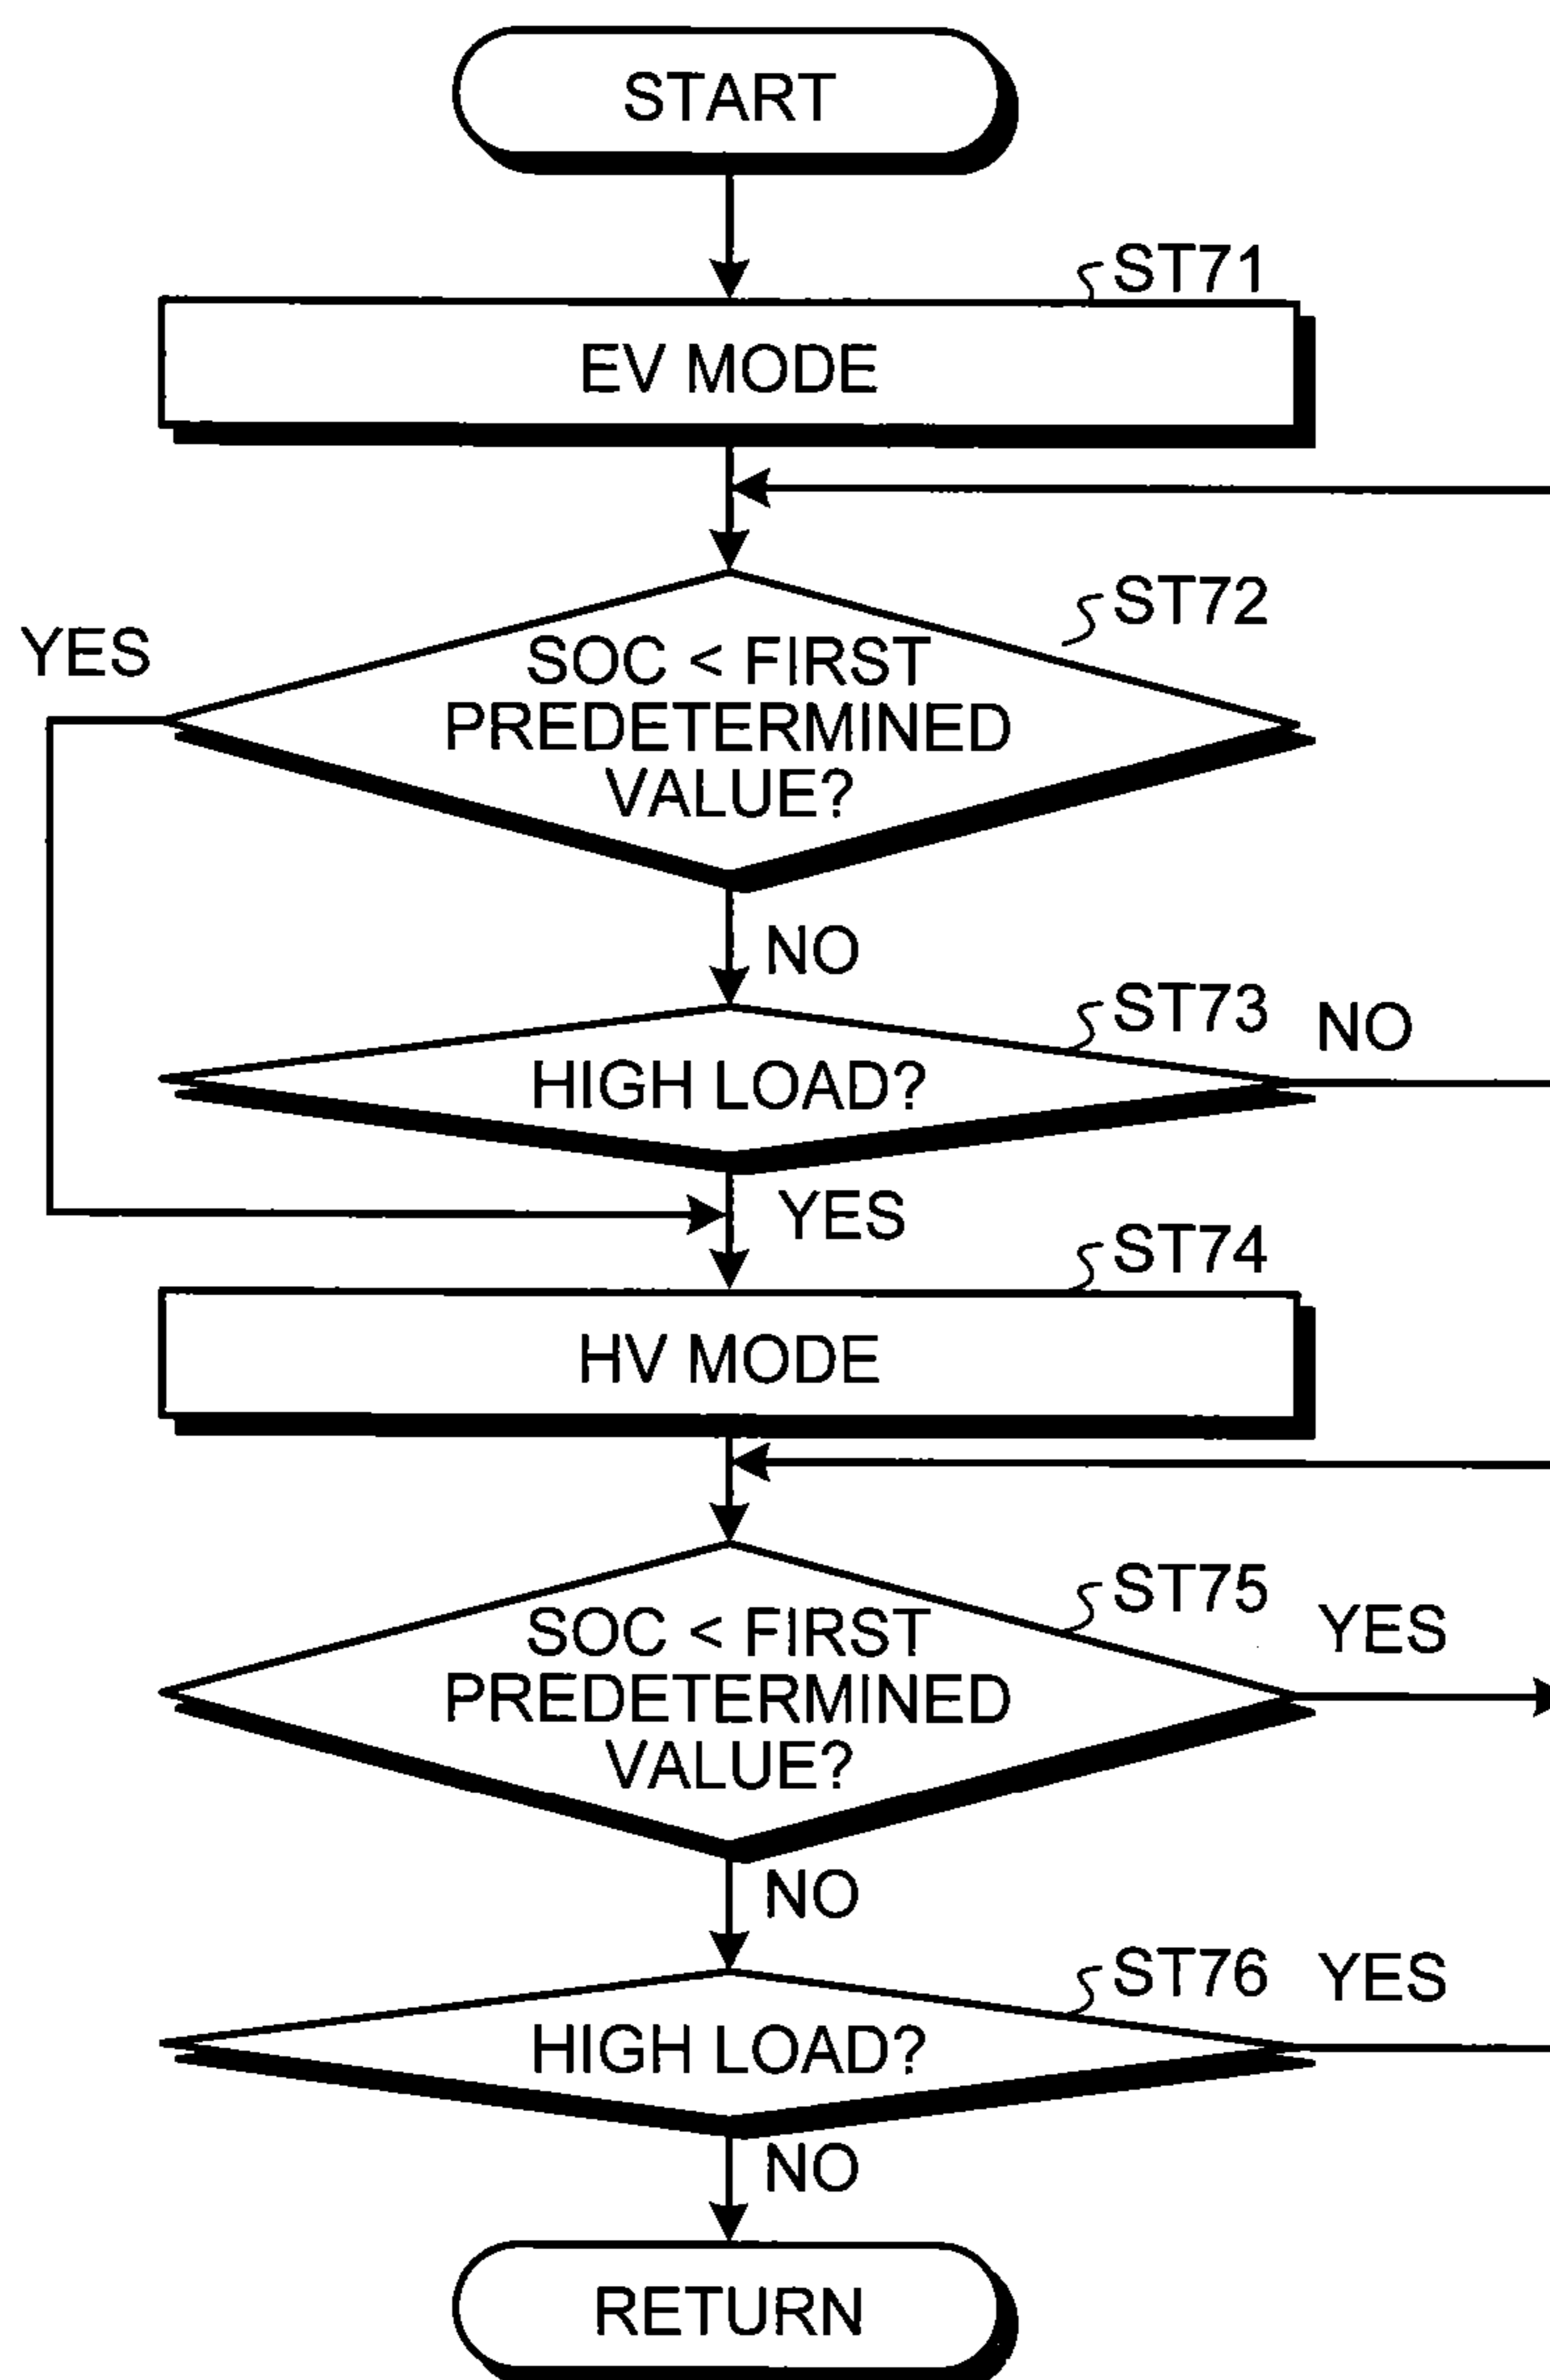 START
ST71
EV MODE
ST72
YES
SOC < FIRST
PREDETERMINED
VALUE?
NO
ST73
NO
HIGH LOAD?
YES
ST74
HV MODE
ST75
YES
SOC < FIRST
PREDETERMINED
VALUE?
NO
ST76
YES
HIGH LOAD?
NO
RETURN